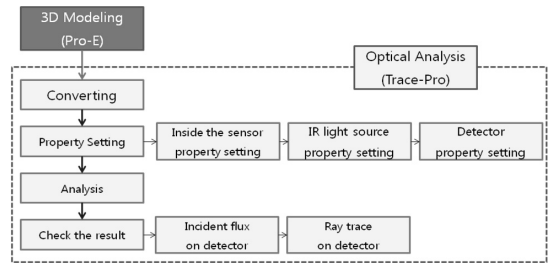 3D Modeling
(Pro-E)
Optical Analysis
(Trace-Pro)
Converting
Property Setting
Inside the sensor
property setting
IR light source
property setting
Detector
property setting
Analysis
Check the result
Incident flux
on detector
Ray trace
on detector